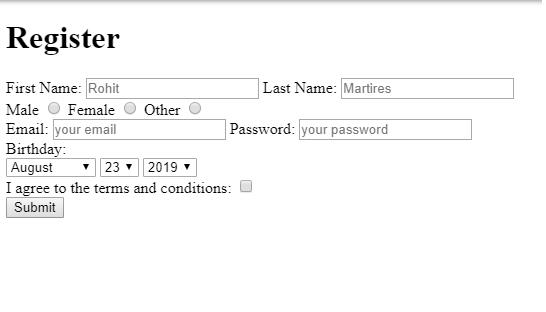 Register
First Name: Rohit Last Name: Martires
Male Female Other
Email: your email Password: your password
Birthday:
August 23 2019
I agree to the terms and conditions:
Submit